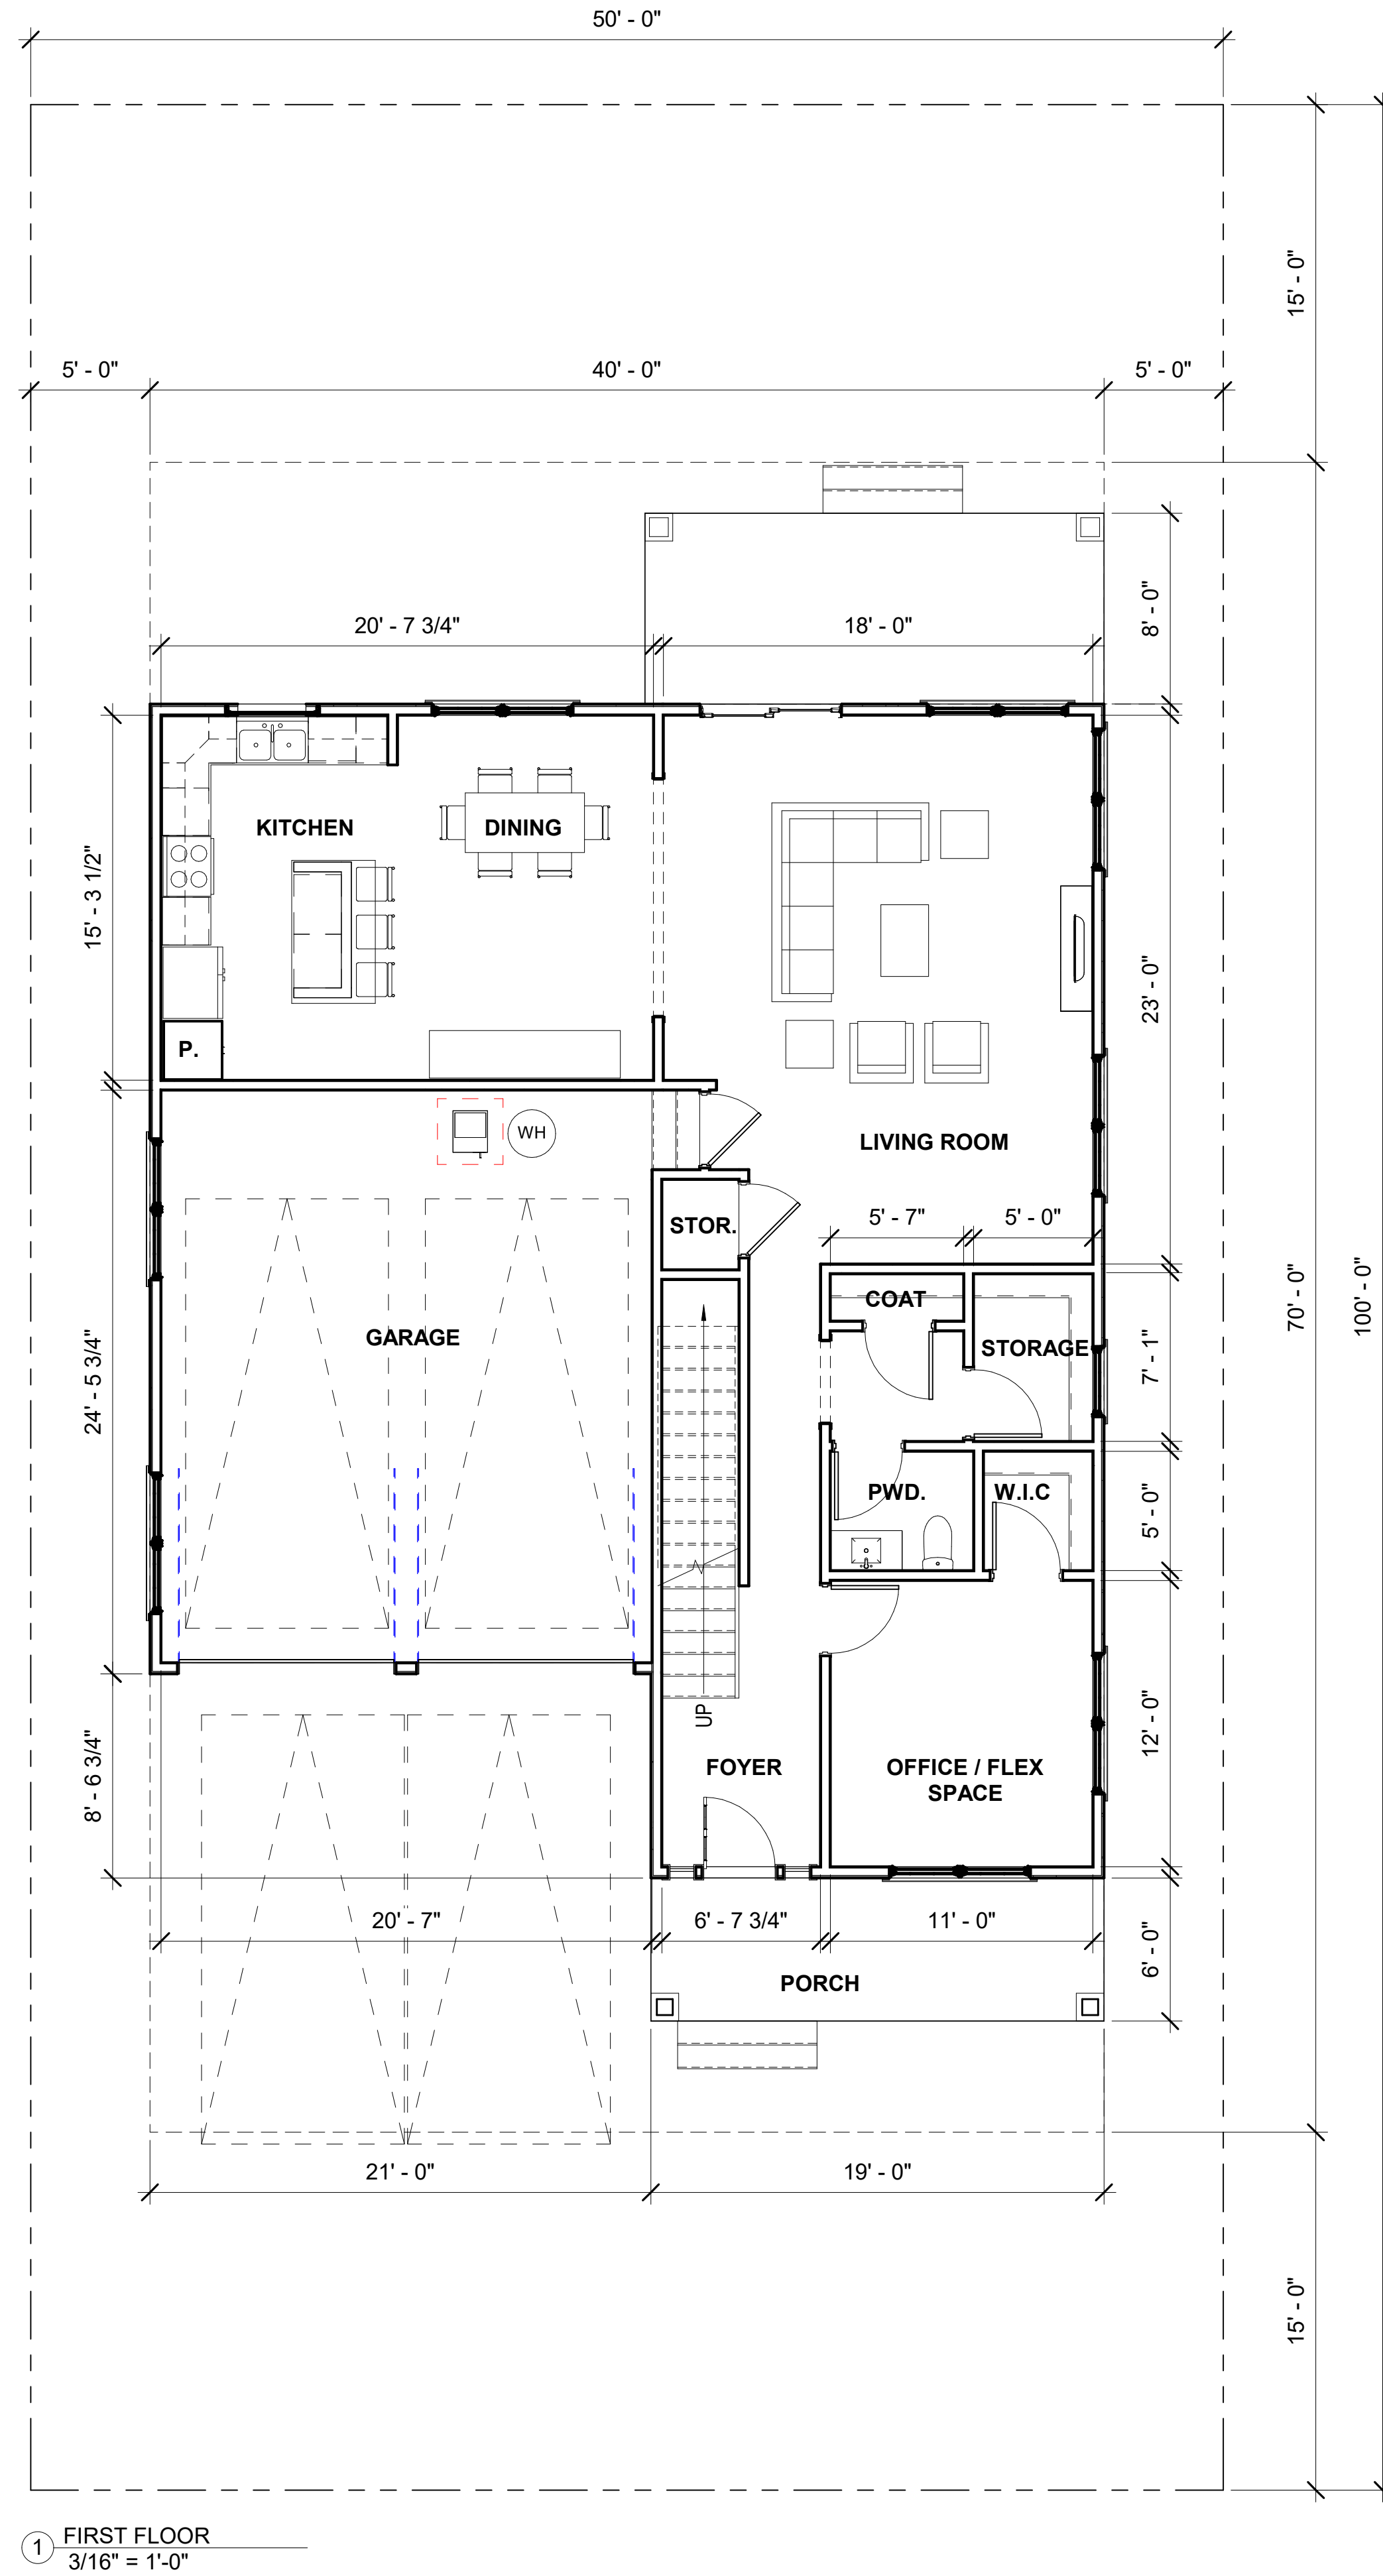 50' - 0"
15' - 0"
5' - 0"
40' - 0"
5' - 0"
8' - 0"
20' - 7 3/4"
18' - 0"
KITCHEN
DINING
15' - 3 1/2"
23' - 0"
P.
WH
LIVING ROOM
STOR.
5' - 7"
5' - 0"
COAT
GARAGE
STORAGE
24' - 5 3/4"
7' - 1"
70' - 0"
100' - 0"
PWD.
W.I.C
5' - 0"
UP
8' - 6 3/4"
FOYER
OFFICE / FLEX
SPACE
12' - 0"
20' - 7"
6' - 7 3/4"
11' - 0"
6' - 0"
PORCH
21' - 0"
19' - 0"
15' - 0"
1
FIRST FLOOR
3/16" = 1'-0"